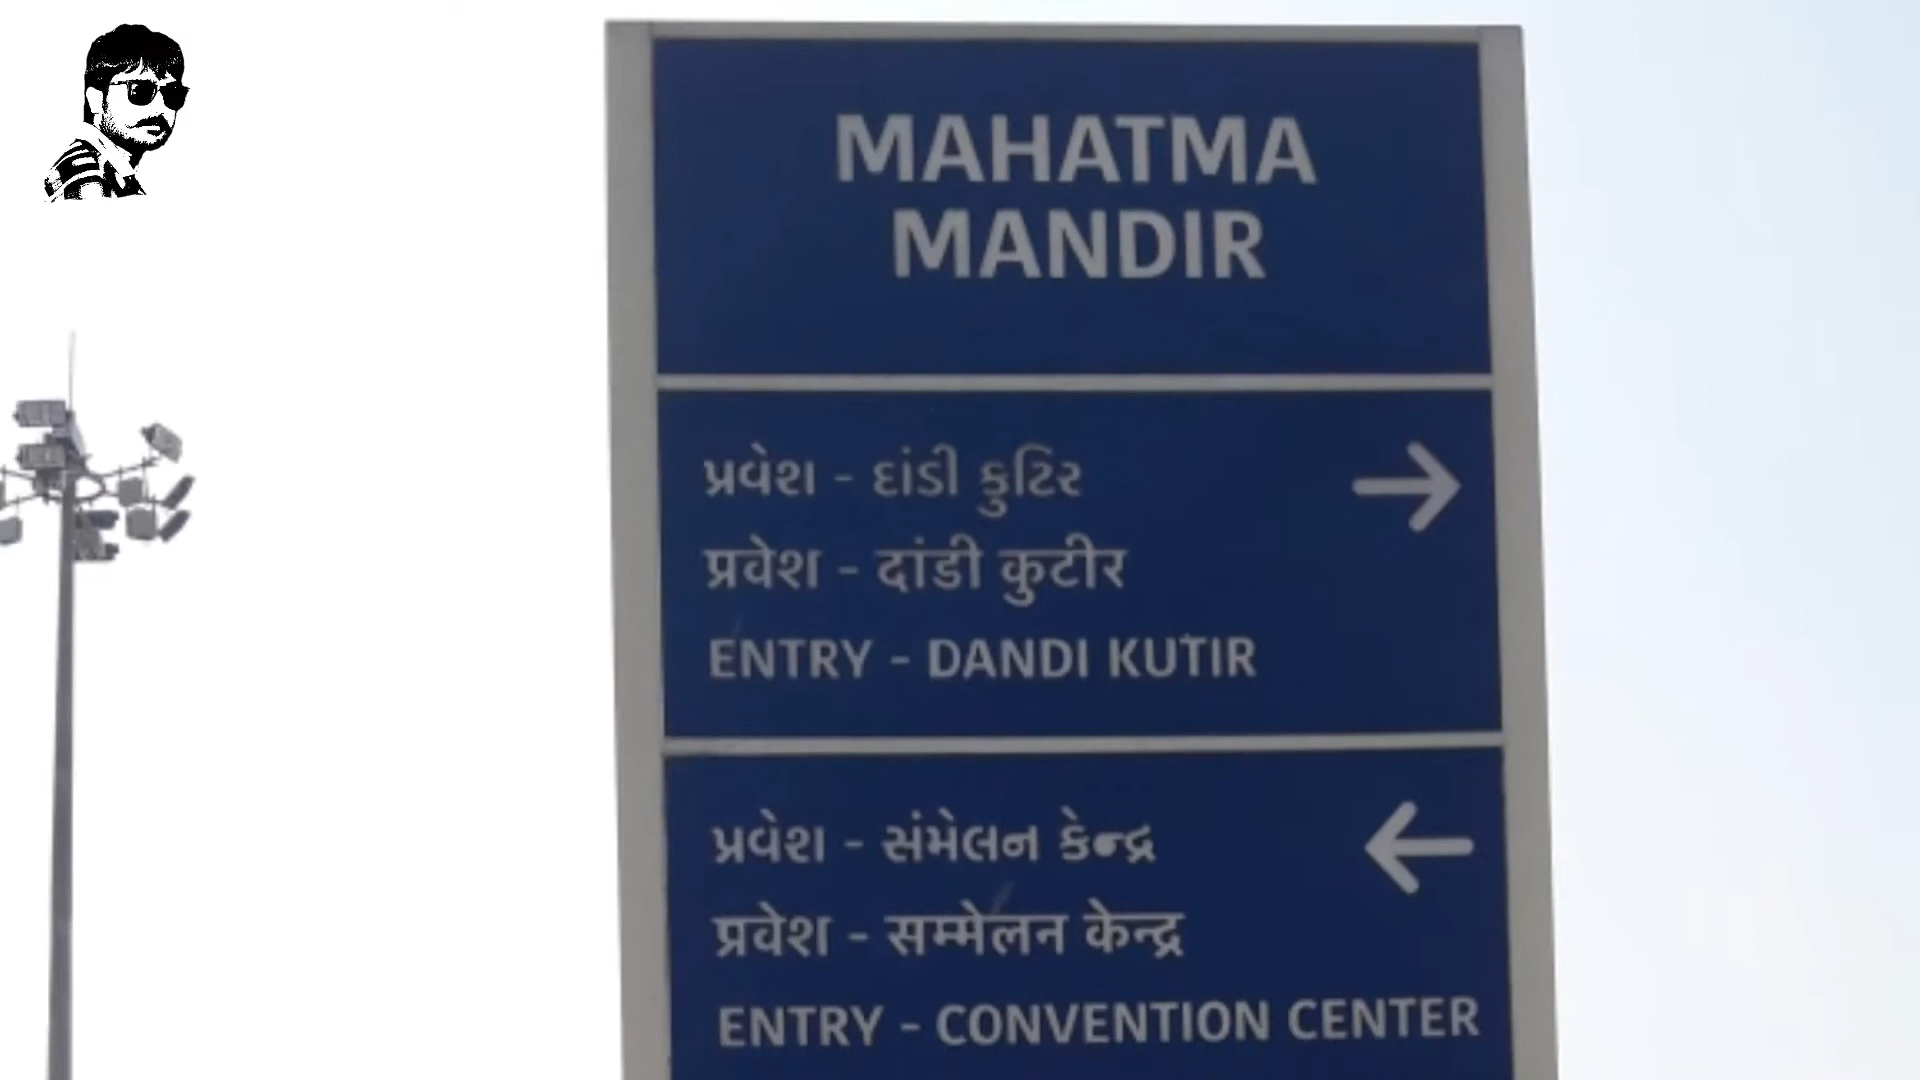 MAHATMA
MANDIR
પ્રવેશ - દાંડી કુટિર
प्रवेश - दांडी कुटीर
ENTRY - DANDI KUTIR
પ્રવેશ - સંમેલન કેન્દ્ર
प्रवेश - सम्मेलन केन्द्र
ENTRY - CONVENTION CENTER